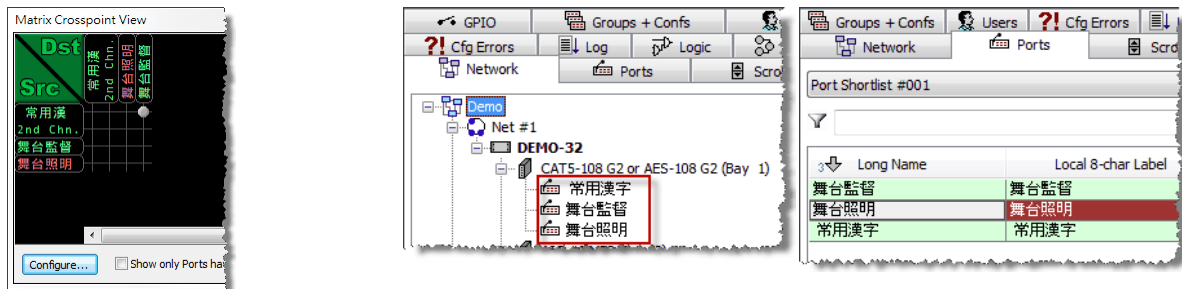 Matrix Crosspoint View
Dst
Src
常用漢
2nd Chn.
舞台照明
舞台監督
常用漢
2nd Chn.
舞台監督
舞台照明
Configure...
Show only Ports ha
GPIO
Groups + Confs
Cfg Errors
Log
Logic
Network
Ports
Scro
Demo
Net #1
DEMO-32
CAT5-108 G2 or AES-108 G2 (Bay 1)
常用漢字
舞台監督
舞台照明
Groups + Confs
Users
Cfg Errors
Network
Ports
Scro
Port Shortlist #001
3 Long Name Local 8-char Label
舞台監督 舞台監督
舞台照明 舞台照明
常用漢字 常用漢字